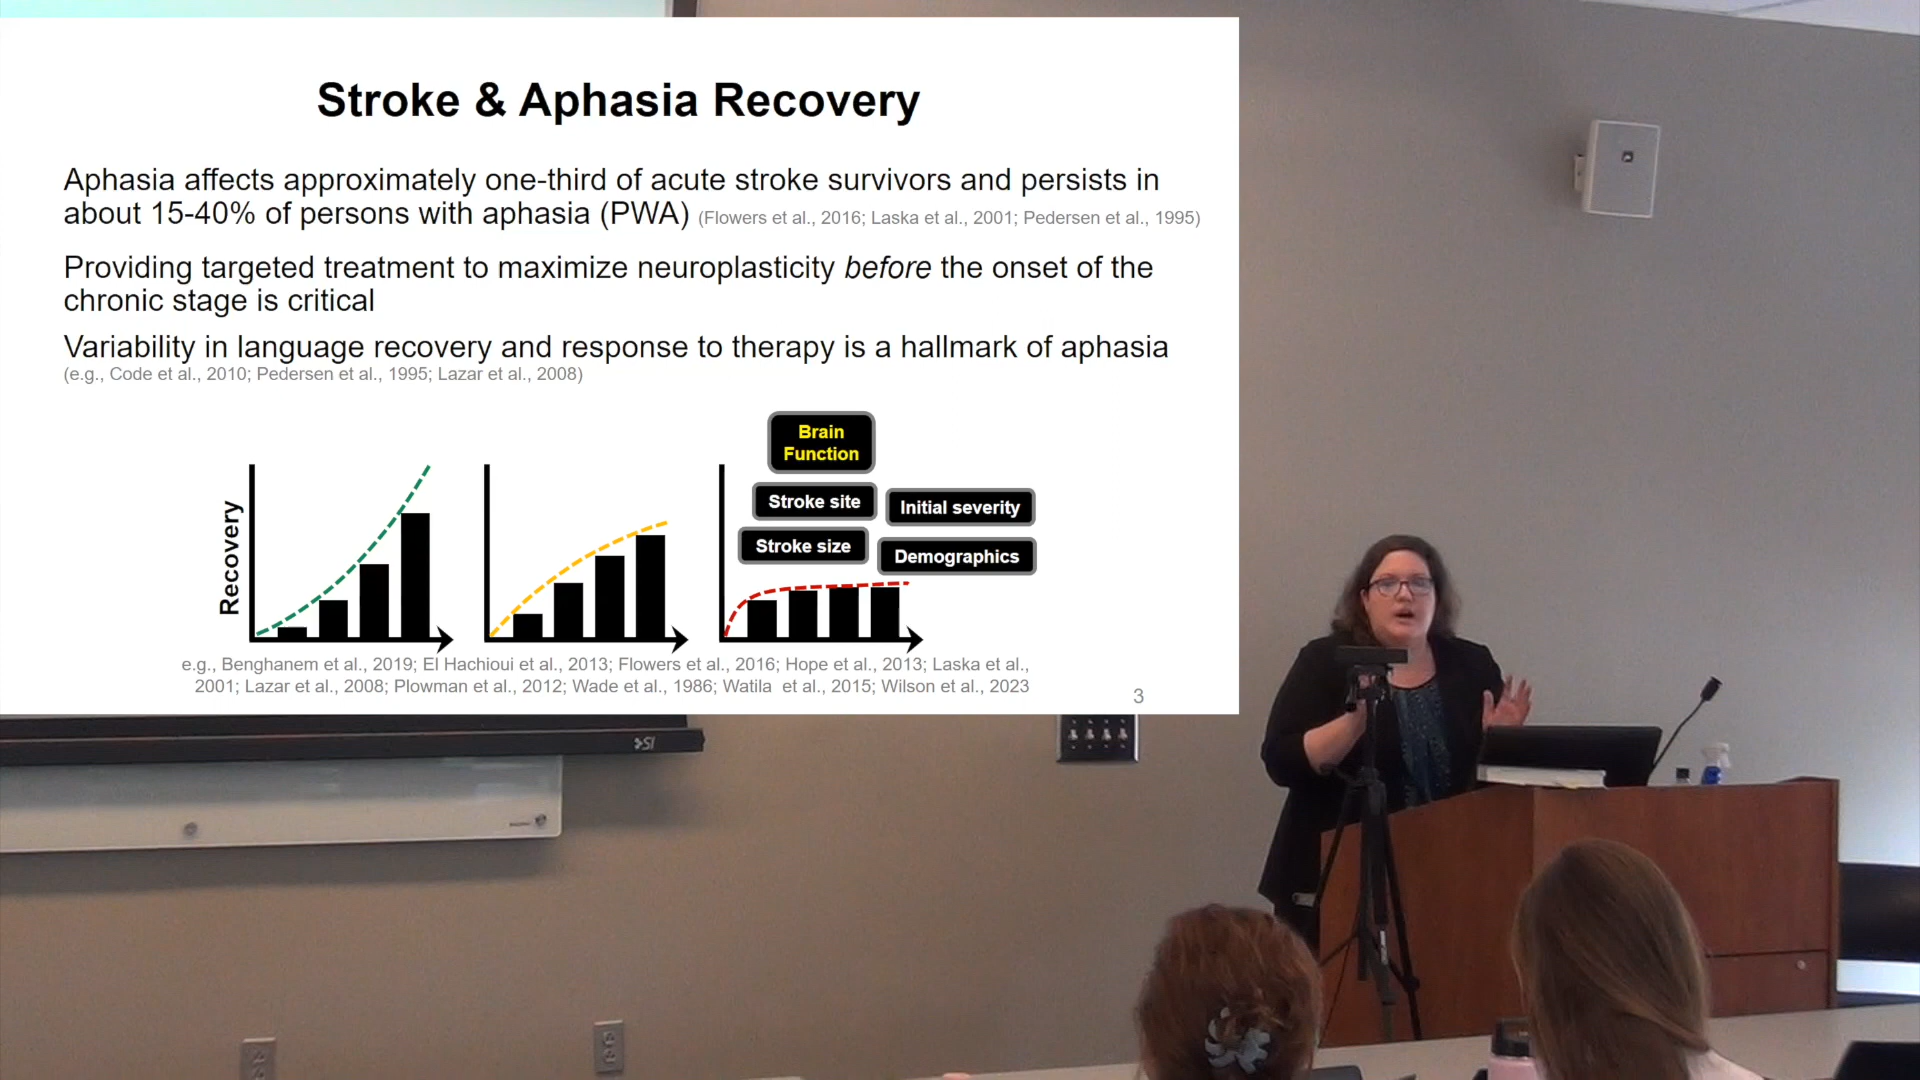 Stroke & Aphasia Recovery
Aphasia affects approximately one-third of acute stroke survivors and persists in
about 15-40% of persons with aphasia (PWA) (Flowers et al., 2016; Laska et al., 2001; Pedersen et al., 1995)
Providing targeted treatment to maximize neuroplasticity before the onset of the
chronic stage is critical
Variability in language recovery and response to therapy is a hallmark of aphasia
(e.g., Code et al., 2010; Pedersen et al., 1995; Lazar et al., 2008)
Brain
Function
Stroke site
Initial severity
Stroke size
Demographics
Recovery
e.g., Benghanem et al., 2019; El Hachioui et al., 2013; Flowers et al., 2016; Hope et al., 2013; Laska et al.,
2001; Lazar et al., 2008; Plowman et al., 2012; Wade et al., 1986; Watila et al., 2015; Wilson et al., 2023
3
SI